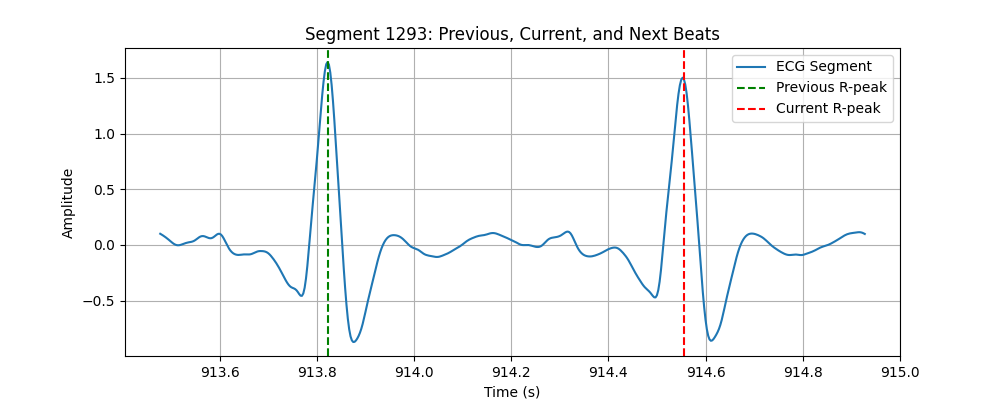 Segment 1293: Previous, Current, and Next Beats
ECG Segment
Previous R-peak
Current R-peak
1.5
1.0
0.5
0.0
−0.5
Amplitude
913.6 913.8 914.0 914.2 914.4 914.6 914.8 915.0
Time (s)